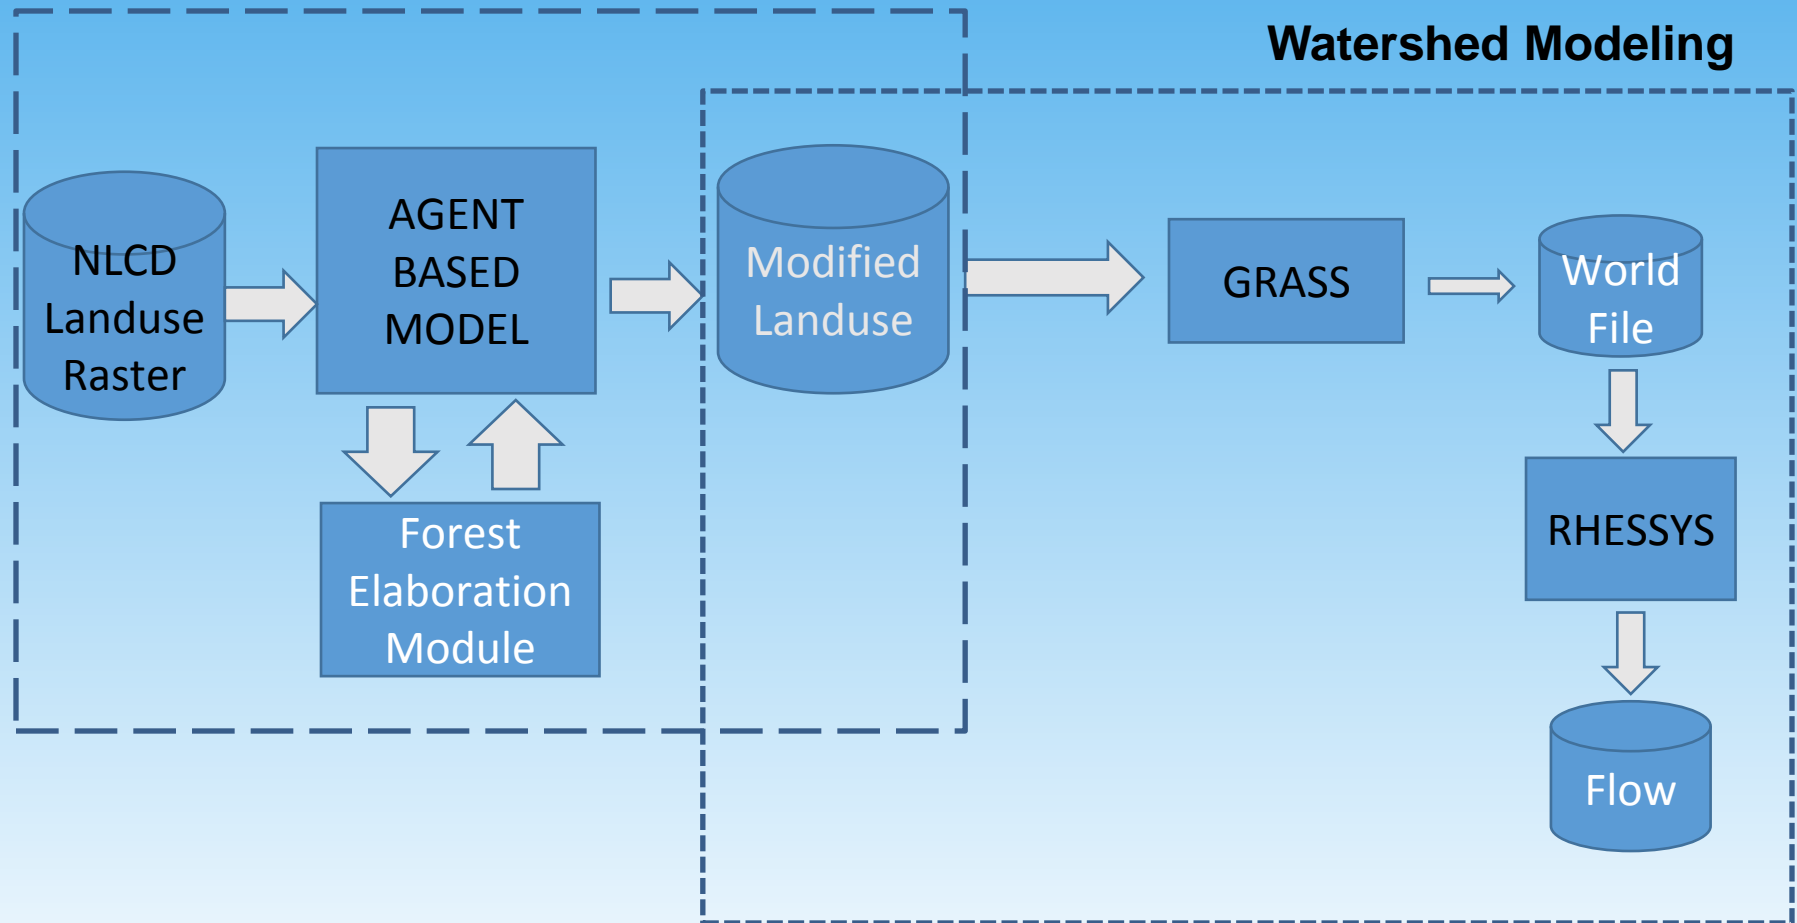 Watershed Modeling
NLCD
Landuse
Raster
AGENT
BASED
MODEL
Forest
Elaboration
Module
Modified
Landuse
GRASS
World
File
RHESSYS
Flow